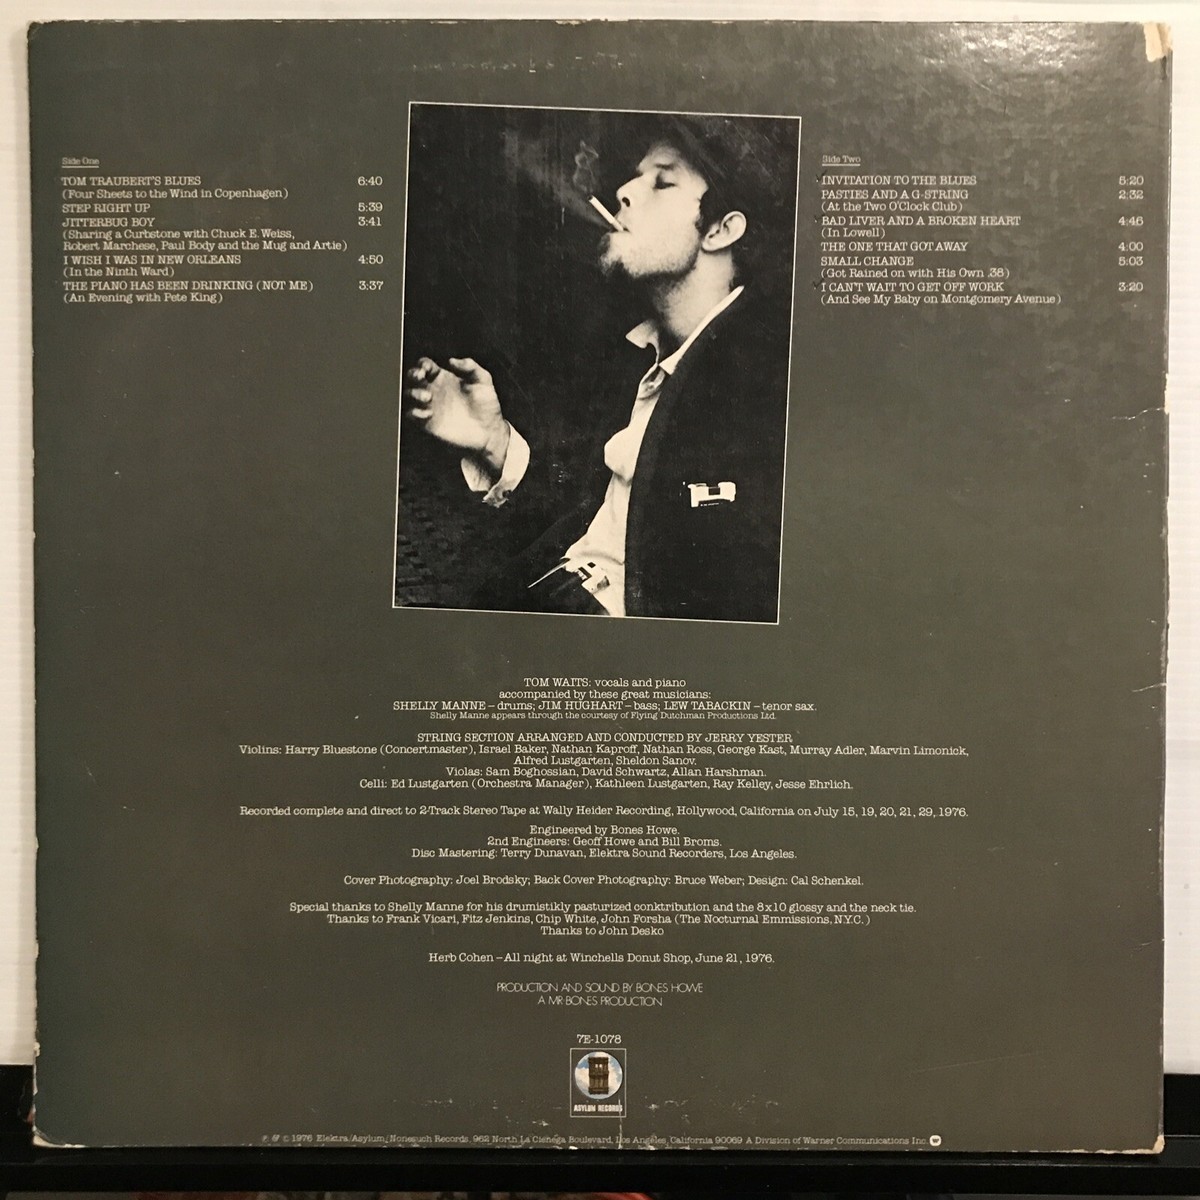 Side One
TOM TRAUBERT'S BLUES 6:40
(Four Sheets to the Wind in Copenhagen)
STEP RIGHT UP 5:39
JITTERBUG BOY 3:41
(Sharing a Curbstone with Chuck E. Weiss,
Robert Marchese, Paul Body and the Mug and Artie)
I WISH I WAS IN NEW ORLEANS 4:50
(In the Ninth Ward)
THE PIANO HAS BEEN DRINKING (NOT ME) 3:37
(An Evening with Pete King)
Side Two
INVITATION TO THE BLUES 5:20
PASTIES AND A G-STRING 2:32
(At the Two O'Clock Club)
BAD LIVER AND A BROKEN HEART 4:46
(In Lowell)
THE ONE THAT GOT AWAY 4:00
SMALL CHANGE 5:03
(Got Rained on with His Own .38)
I CAN'T WAIT TO GET OFF WORK 3:20
(And See My Baby on Montgomery Avenue)
TOM WAITS: vocals and piano
accompanied by these great musicians:
SHELLY MANNE – drums; JIM HUGHART – bass; LEW TABACKIN – tenor sax.
Shelly Manne appears through the courtesy of Flying Dutchman Productions Ltd.
STRING SECTION ARRANGED AND CONDUCTED BY JERRY YESTER
Violins: Harry Bluestone (Concertmaster), Israel Baker, Nathan Kaproff, Nathan Ross, George Kast, Murray Adler, Marvin Limonick,
Alfred Lustgarten, Sheldon Sanov.
Violas: Sam Boghossian, David Schwartz, Allan Harshman.
Celli: Ed Lustgarten (Orchestra Manager), Kathleen Lustgarten, Ray Kelley, Jesse Ehrlich.
Recorded complete and direct to 2-Track Stereo Tape at Wally Heider Recording, Hollywood, California on July 15, 19, 20, 21, 29, 1976.
Engineered by Bones Howe.
2nd Engineers: Geoff Howe and Bill Broms.
Disc Mastering: Terry Dunavan, Elektra Sound Recorders, Los Angeles.
Cover Photography: Joel Brodsky; Back Cover Photography: Bruce Weber; Design: Cal Schenkel.
Special thanks to Shelly Manne for his drumistikly pasturized conktribution and the 8x10 glossy and the neck tie.
Thanks to Frank Vicari, Fitz Jenkins, Chip White, John Forsha (The Nocturnal Emmissions, N.Y.C.)
Thanks to John Desko
Herb Cohen – All night at Winchells Donut Shop, June 21, 1976.
PRODUCTION AND SOUND BY BONES HOWE
A MR·BONES PRODUCTION
7E-1078
ASYLUM RECORDS
℗ & © 1976 Elektra/Asylum/Nonesuch Records, 962 North La Cienega Boulevard, Los Angeles, California 90069 A Division of Warner Communications Inc.